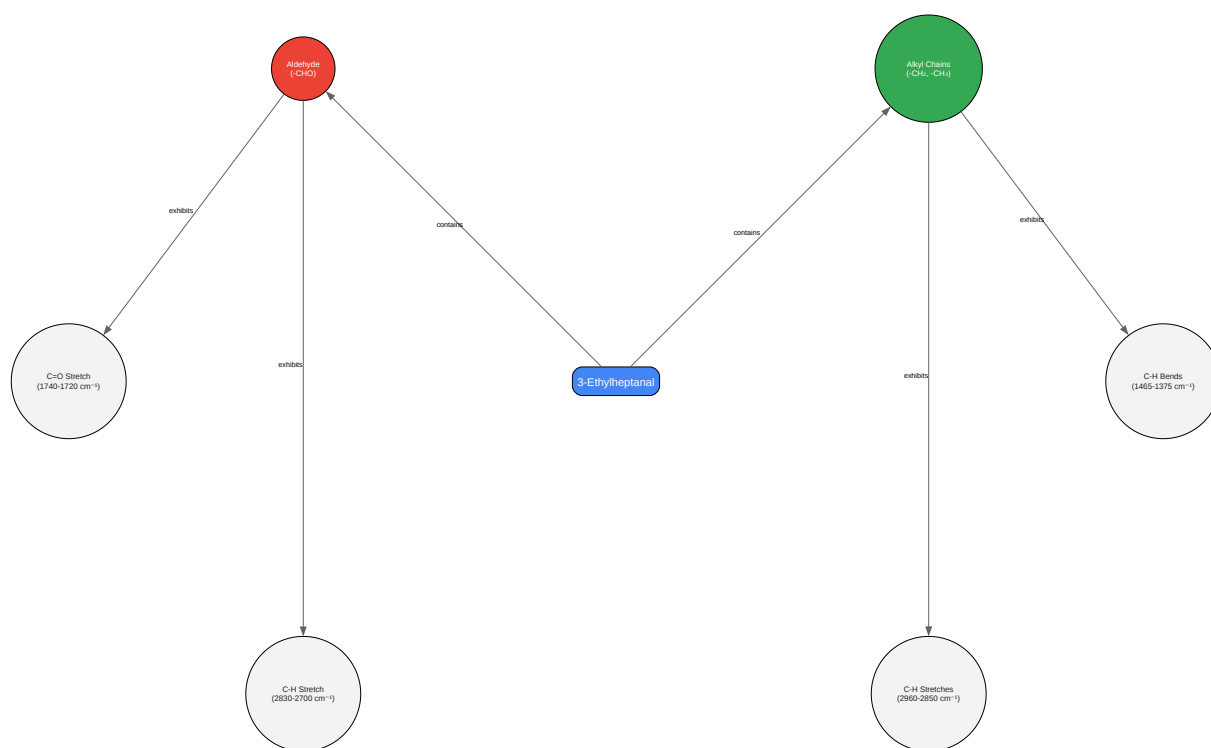 Aldehyde
(-CHO)
Alkyl Chains
(-CH₂, -CH₃)
exhibits
contains
contains
exhibits
exhibits
exhibits
C=O Stretch
(1740-1720 cm⁻¹)
3-Ethylheptanal
C-H Bends
(1465-1375 cm⁻¹)
C-H Stretch
(2830-2700 cm⁻¹)
C-H Stretches
(2960-2850 cm⁻¹)